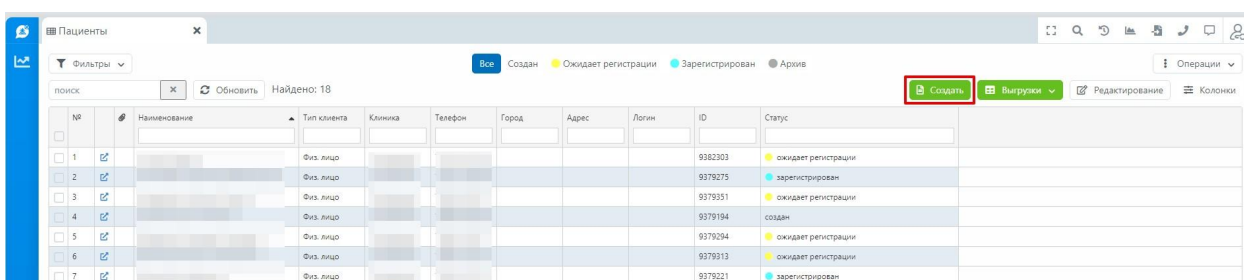 Пациенты
Фильтры Все Создан Ожидает регистрации Зарегистрирован Архив Операции
поиск Обновить Найдено: 18 Создать Выгрузки Редактирование Колонки
№ Наименование Тип клиента Клиника Телефон Город Адрес Логин ID Статус
1 Физ. лицо 9382303 ожидает регистрации
2 Физ. лицо 9379275 зарегистрирован
3 Физ. лицо 9379351 ожидает регистрации
4 Физ. лицо 9379194 создан
5 Физ. лицо 9379294 ожидает регистрации
6 Физ. лицо 9379313 ожидает регистрации
7 Физ. лицо 9379221 зарегистрирован